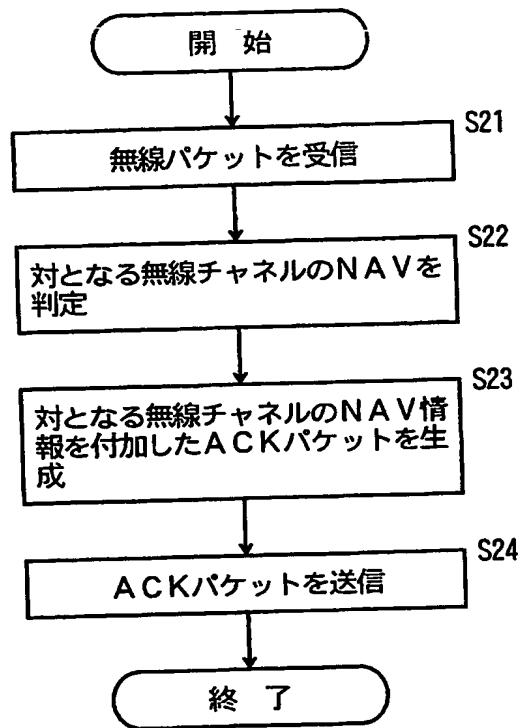 開 始
S21
無線パケットを受信
S22
対となる無線チャネルのNAVを
判定
S23
対となる無線チャネルのNAV情
報を付加したACKパケットを生
成
S24
ACKパケットを送信
終 了